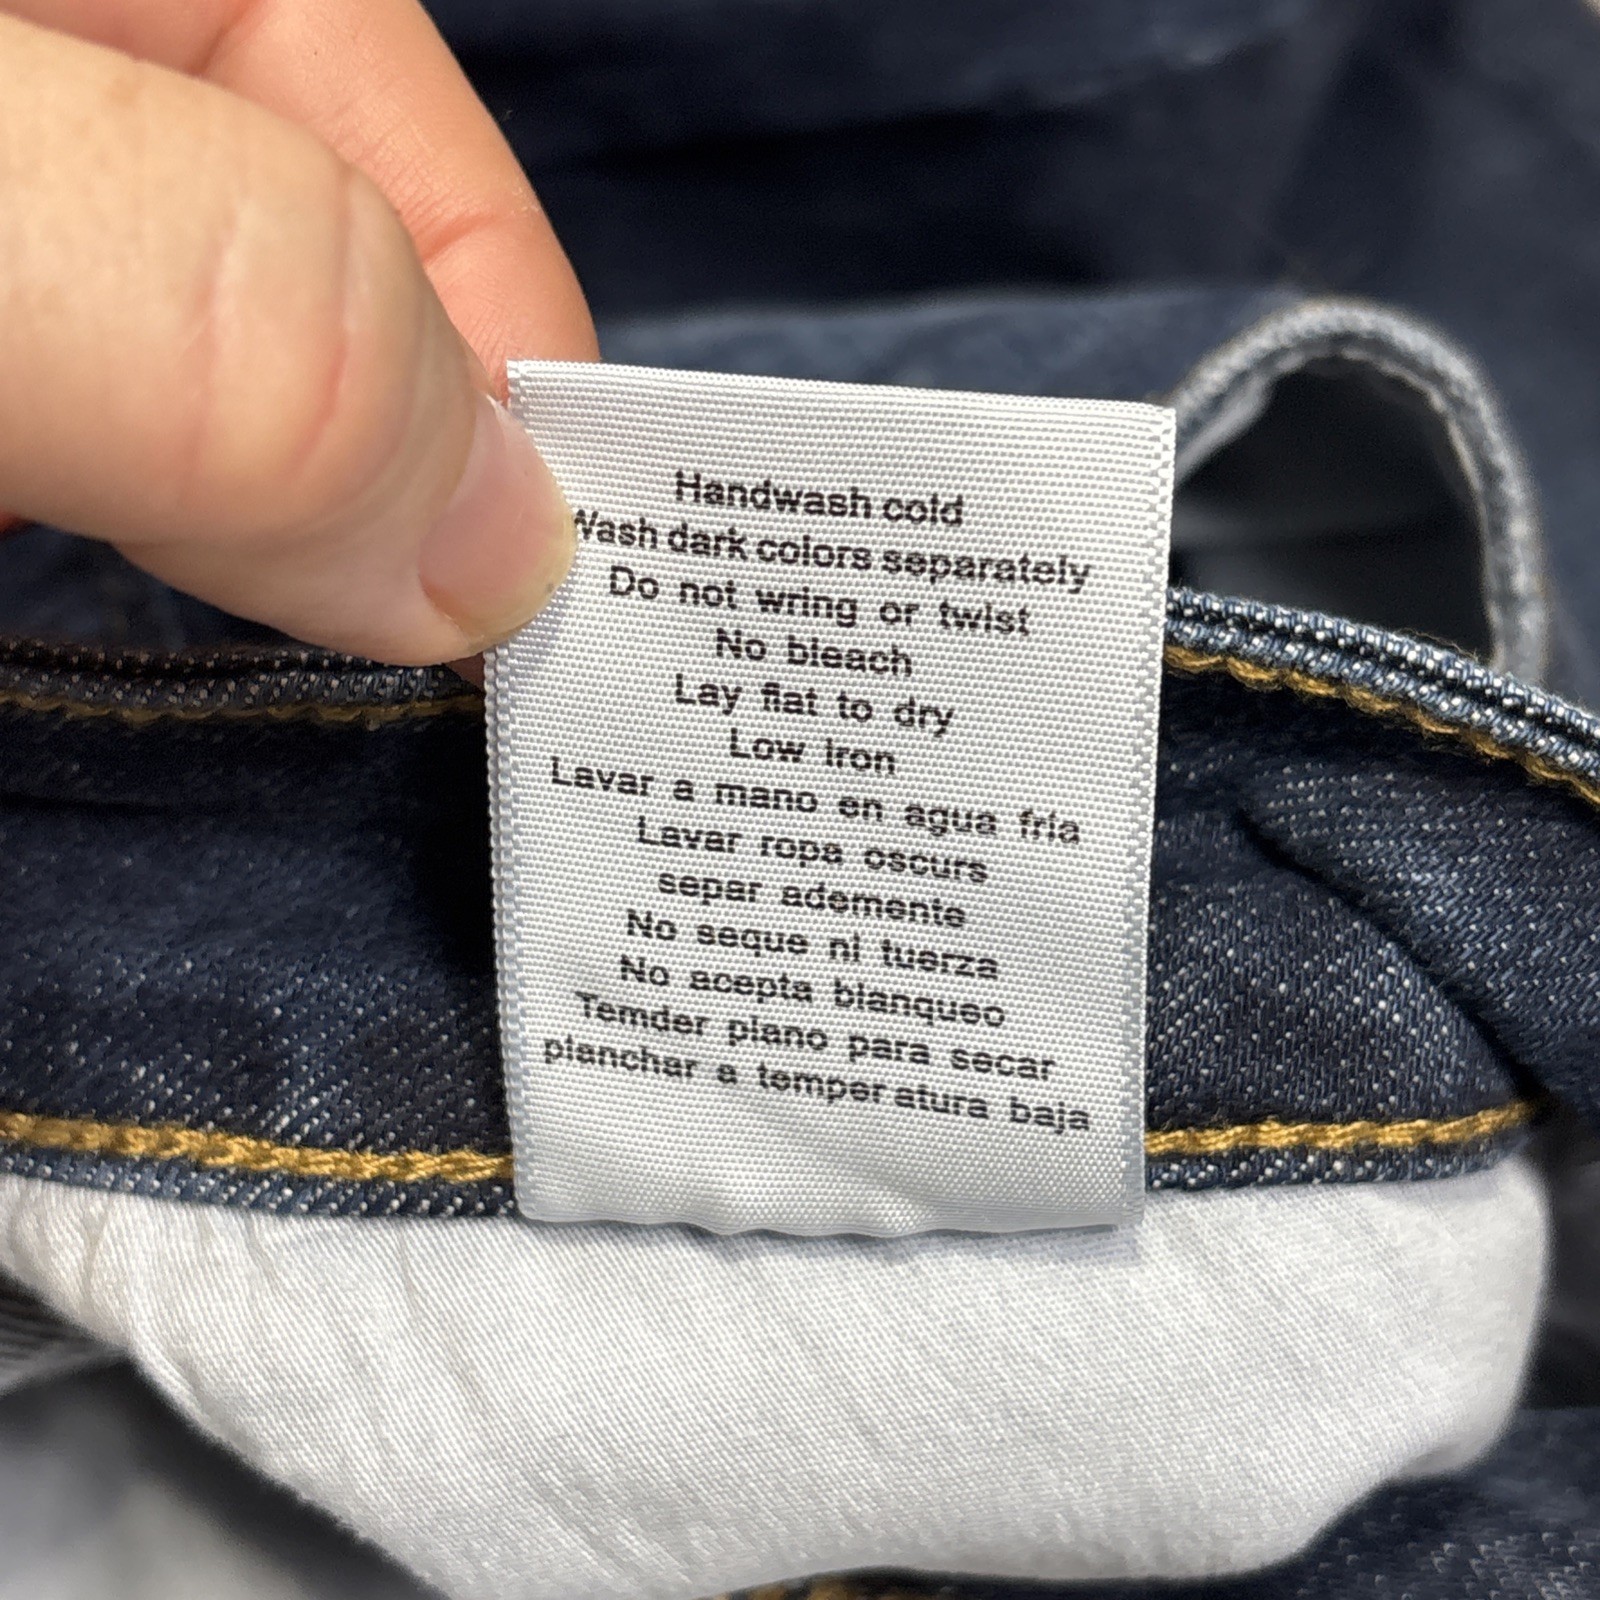 Handwash cold
Wash dark colors separately
Do not wring or twist
No bleach
Lay flat to dry
Low iron
Lavar a mano en agua fria
Lavar ropa oscurs
separ ademente
No seque ni tuerza
No acepta blanqueo
Temder plano para secar
planchar a temper atura baja